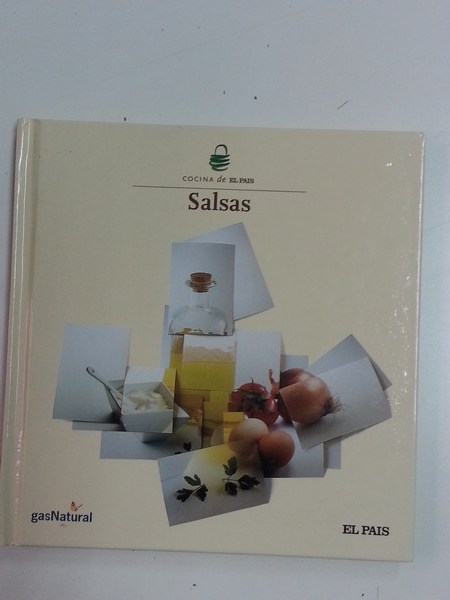 COCINA de EL PAIS
Salsas
gasNatural
EL PAIS